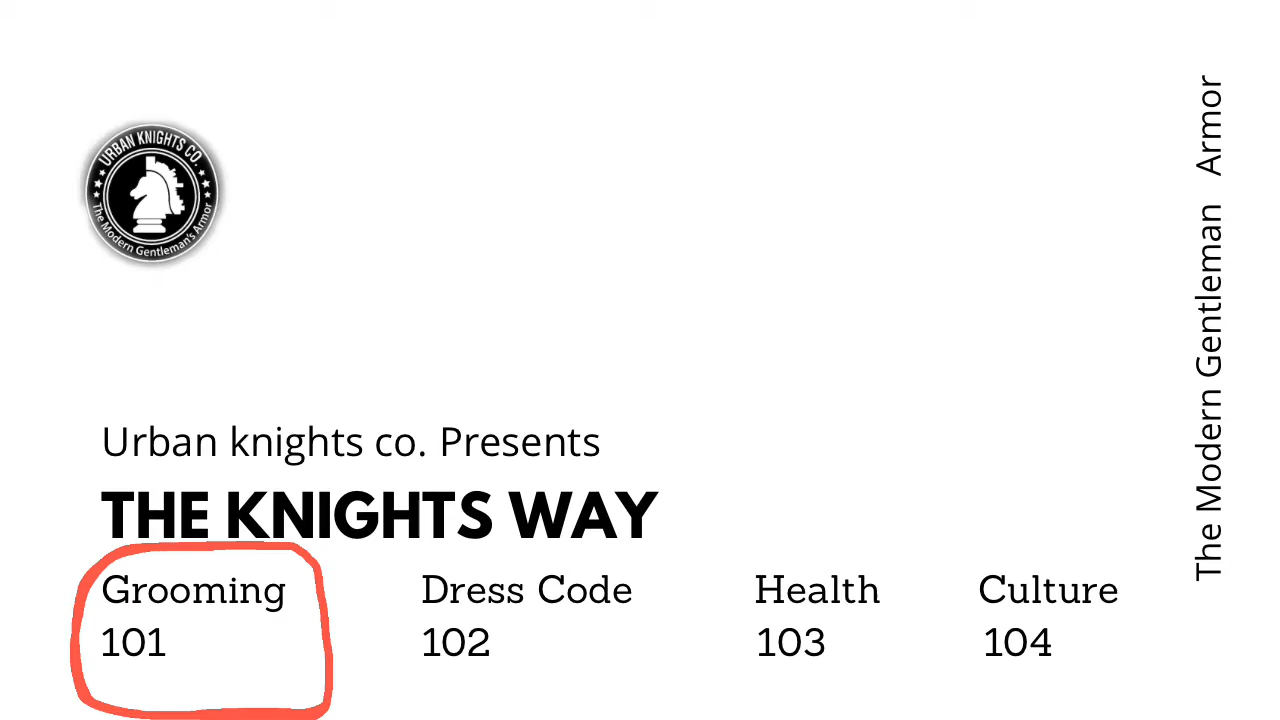 URBAN KNIGHTS CO.
The Modern Gentleman's Armor
Urban knights co. Presents
THE KNIGHTS WAY
Grooming
101
Dress Code
102
Health
103
Culture
104
The Modern Gentleman Armor